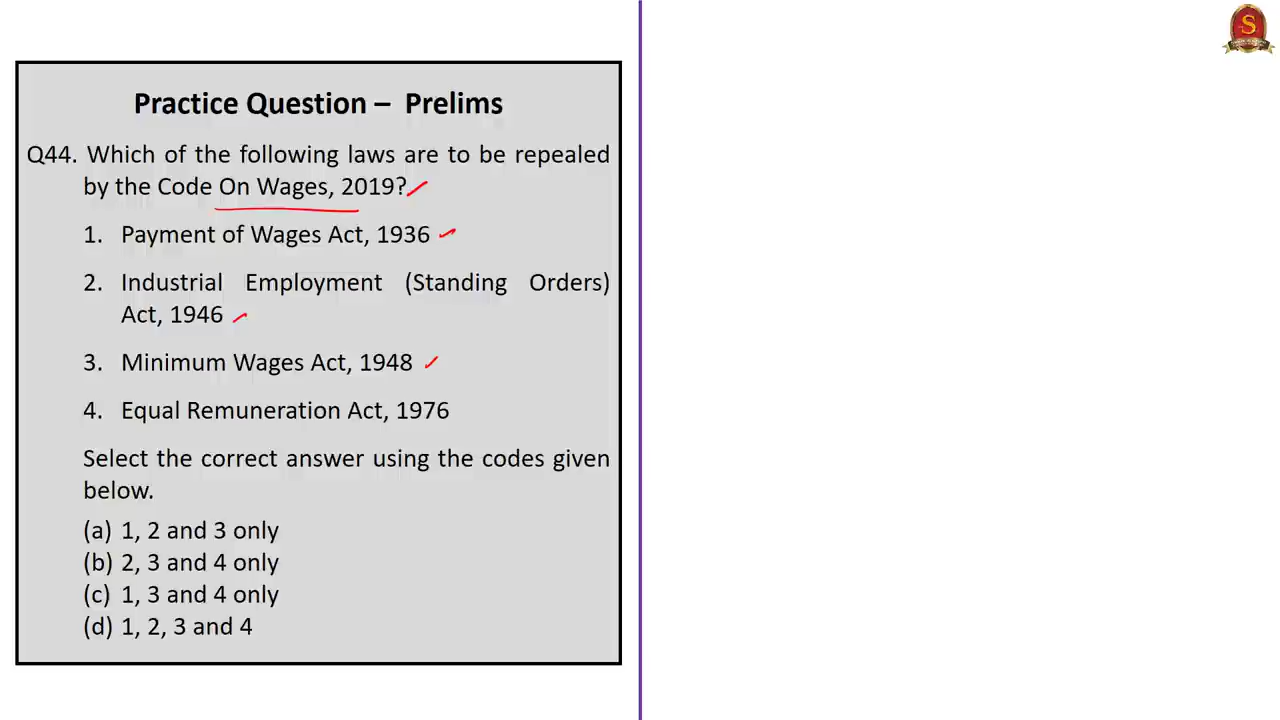 Practice Question – Prelims
Q44. Which of the following laws are to be repealed
by the Code On Wages, 2019?
1. Payment of Wages Act, 1936
2. Industrial Employment (Standing Orders)
Act, 1946
3. Minimum Wages Act, 1948
4. Equal Remuneration Act, 1976
Select the correct answer using the codes given
below.
(a) 1, 2 and 3 only
(b) 2, 3 and 4 only
(c) 1, 3 and 4 only
(d) 1, 2, 3 and 4
S